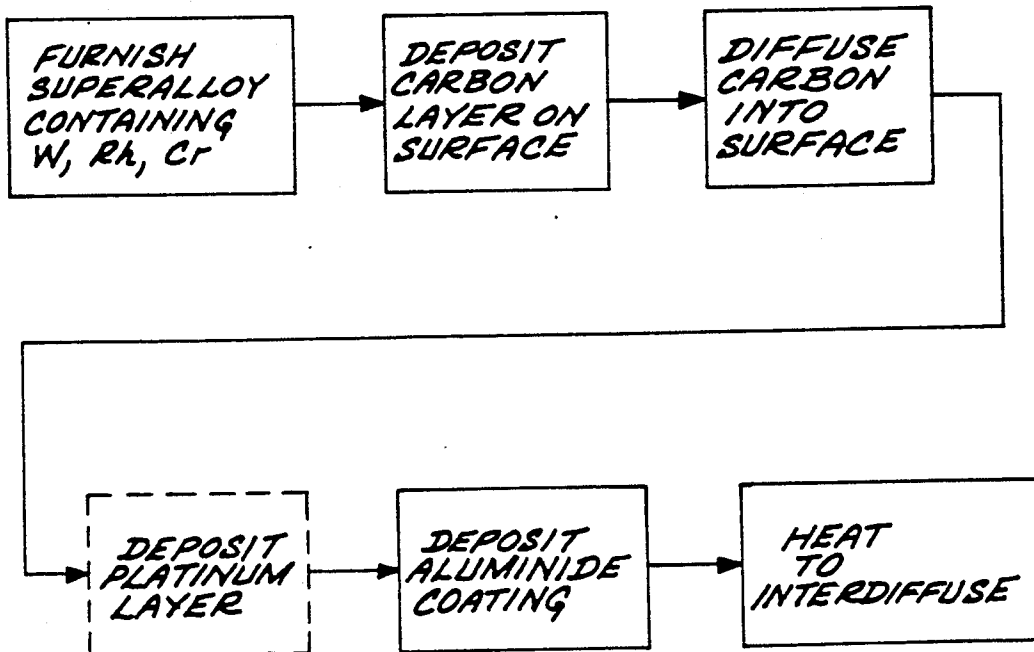 FURNISH
SUPERALLOY
CONTAINING
W, Rh, Cr
DEPOSIT
CARBON
LAYER ON
SURFACE
DIFFUSE
CARBON
INTO
SURFACE
DEPOSIT
PLATINUM
LAYER
DEPOSIT
ALUMINIDE
COATING
HEAT
TO
INTERDIFFUSE